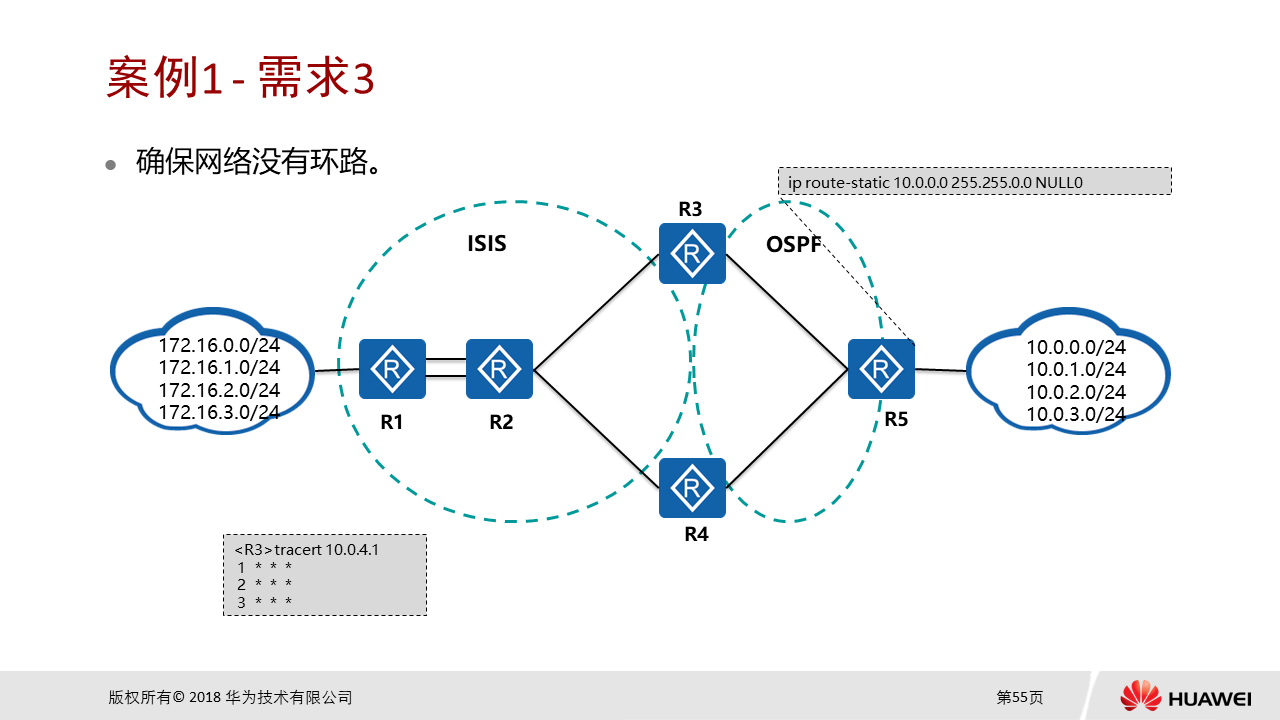 案例1 - 需求3
确保网络没有环路。
ip route-static 10.0.0.0 255.255.0.0 NULL0
R3
ISIS
OSPF
R
172.16.0.0/24
172.16.1.0/24
172.16.2.0/24
172.16.3.0/24
R
R
R
10.0.0.0/24
10.0.1.0/24
10.0.2.0/24
10.0.3.0/24
R1
R2
R5
R
R4
<R3>tracert 10.0.4.1
1 * * *
2 * * *
3 * * *
版权所有© 2018 华为技术有限公司
第55页
HUAWEI